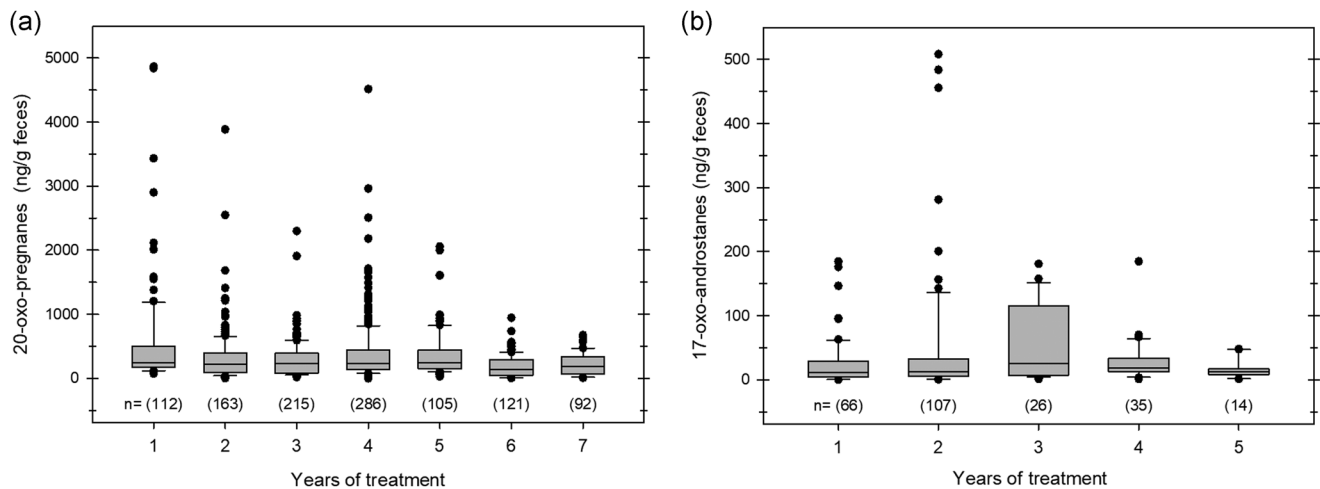 (a)
20-oxo-pregnanes (ng/g feces)
5000
4000
3000
2000
1000
0
n= (112) (163) (215) (286) (105) (121) (92)
1 2 3 4 5 6 7
Years of treatment
(b)
17-oxo-androstanes (ng/g feces)
500
400
300
200
100
0
n= (66) (107) (26) (35) (14)
1 2 3 4 5
Years of treatment